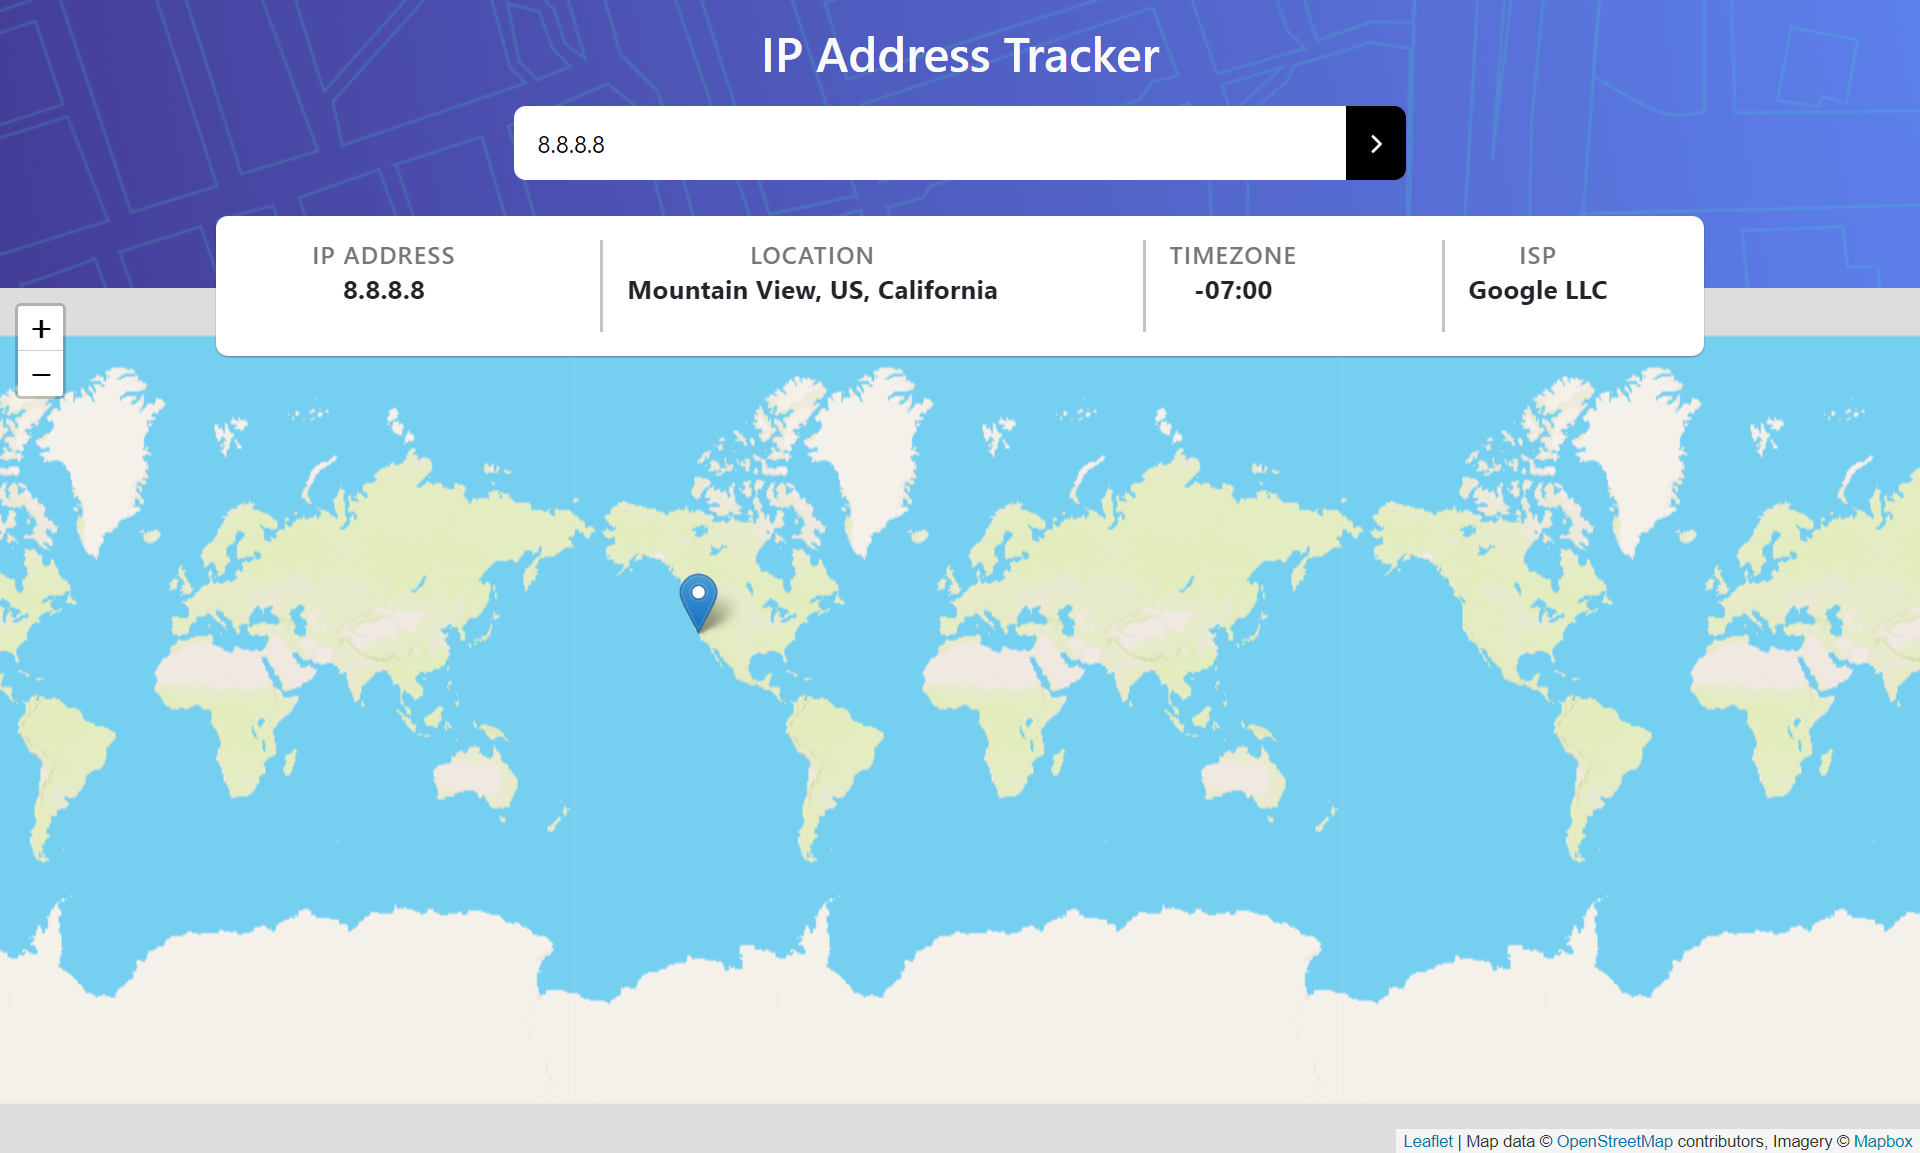 IP Address Tracker
8.8.8.8
IP ADDRESS
8.8.8.8
LOCATION
Mountain View, US, California
TIMEZONE
-07:00
ISP
Google LLC
+
−
Leaflet | Map data © OpenStreetMap contributors, Imagery © Mapbox